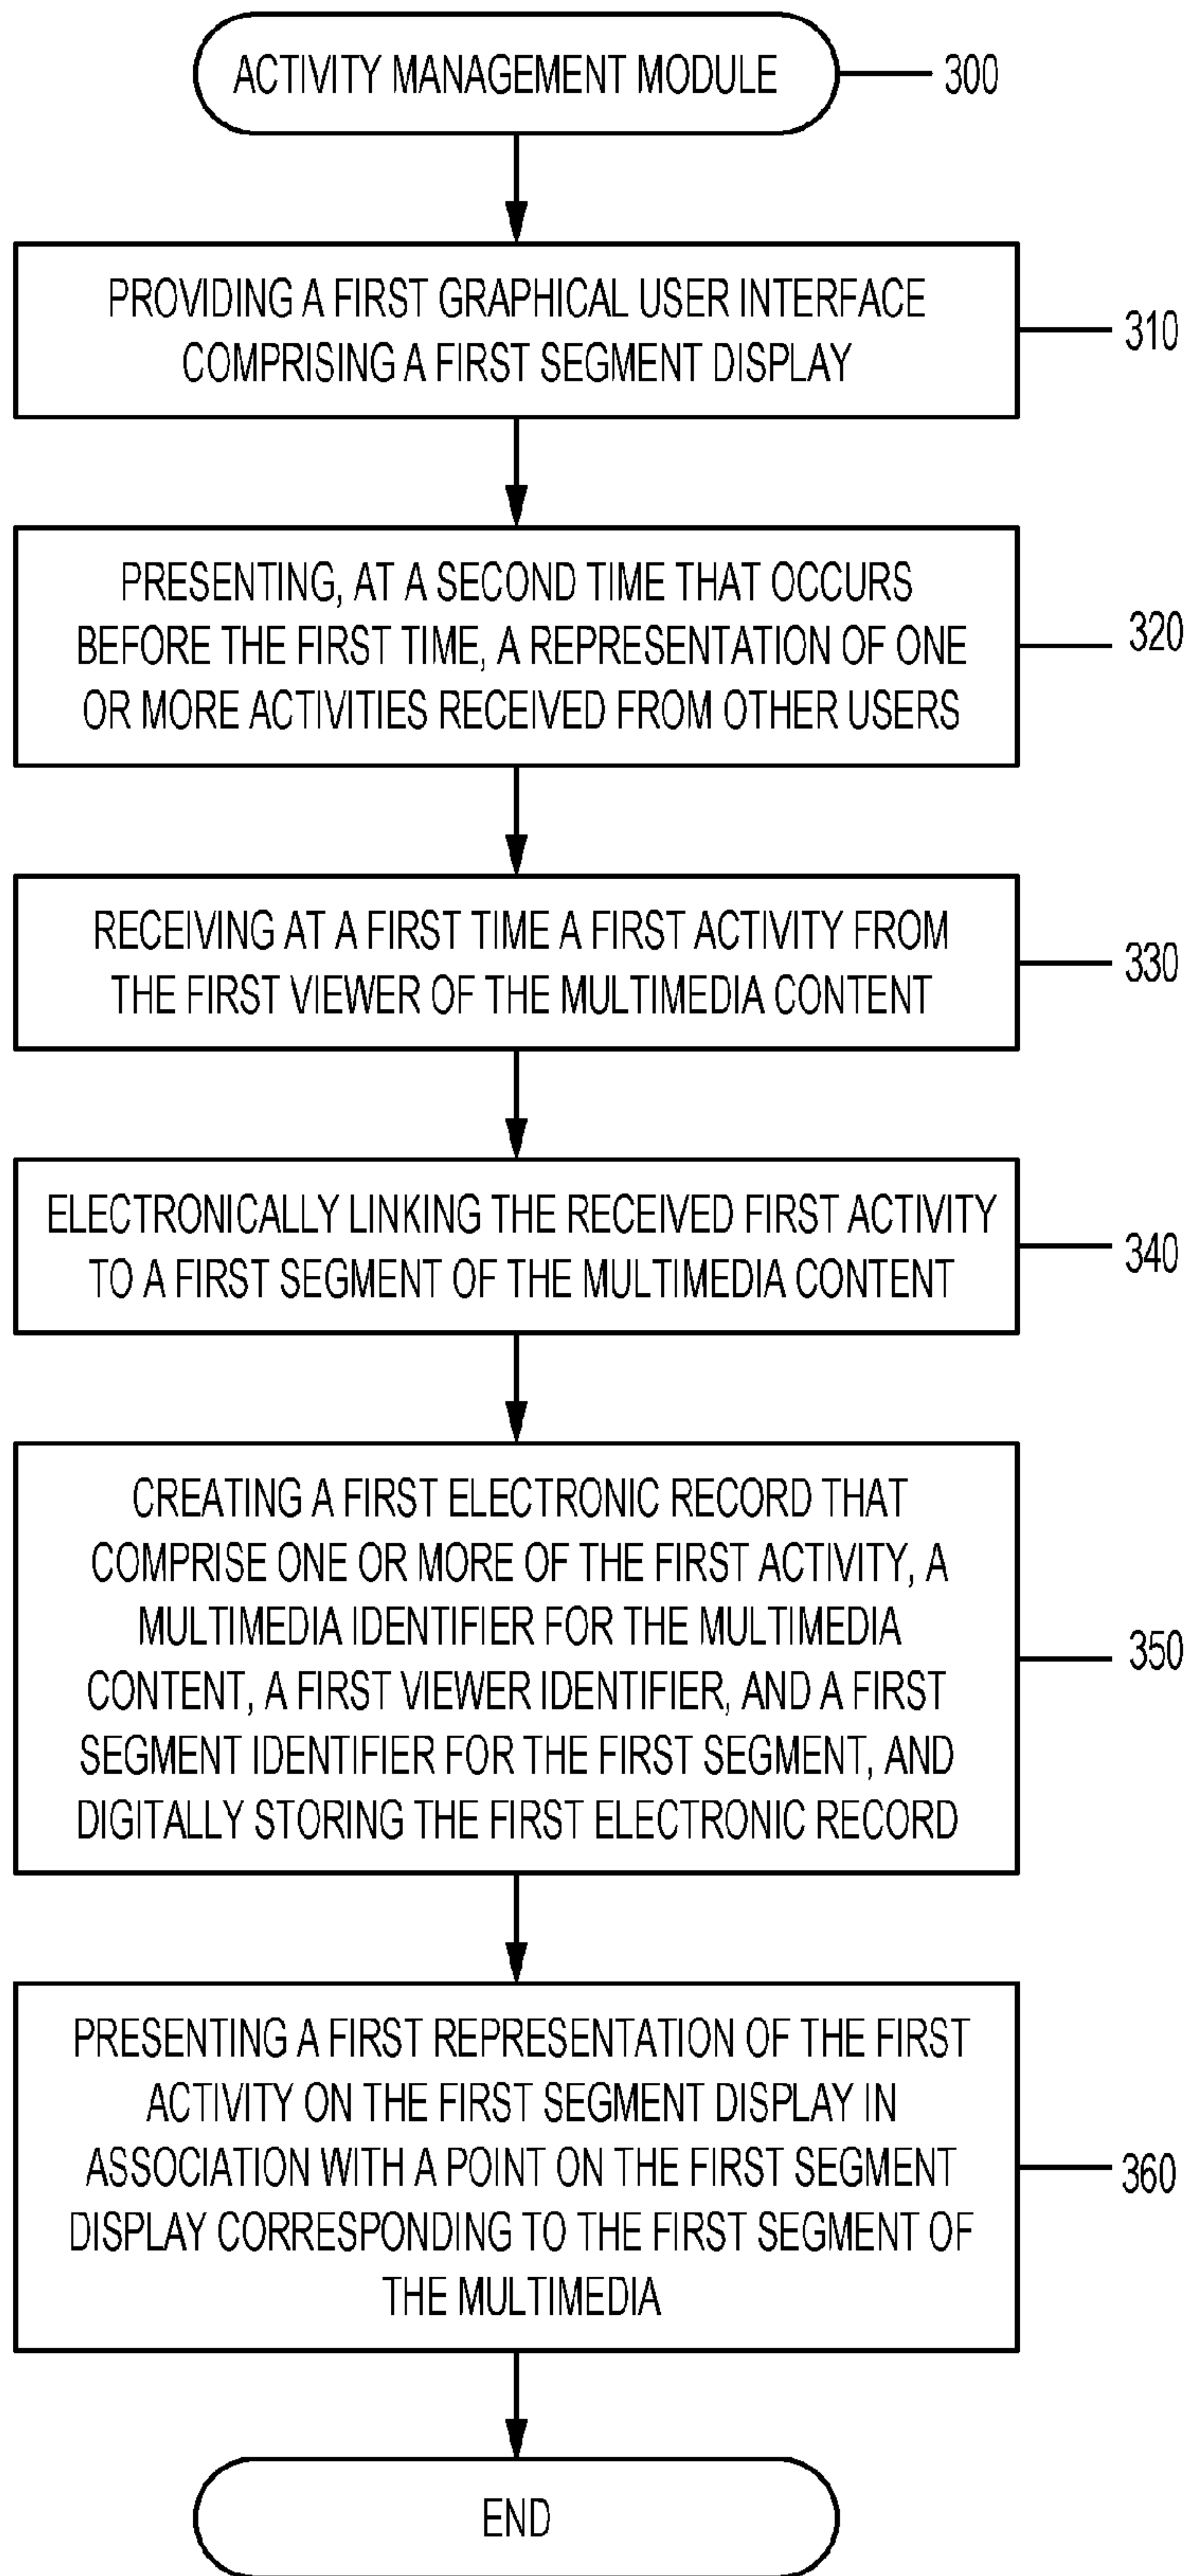 ACTIVITY MANAGEMENT MODULE
300
PROVIDING A FIRST GRAPHICAL USER INTERFACE
COMPRISING A FIRST SEGMENT DISPLAY
310
PRESENTING, AT A SECOND TIME THAT OCCURS
BEFORE THE FIRST TIME, A REPRESENTATION OF ONE
OR MORE ACTIVITIES RECEIVED FROM OTHER USERS
320
RECEIVING AT A FIRST TIME A FIRST ACTIVITY FROM
THE FIRST VIEWER OF THE MULTIMEDIA CONTENT
330
ELECTRONICALLY LINKING THE RECEIVED FIRST ACTIVITY
TO A FIRST SEGMENT OF THE MULTIMEDIA CONTENT
340
CREATING A FIRST ELECTRONIC RECORD THAT
COMPRISE ONE OR MORE OF THE FIRST ACTIVITY, A
MULTIMEDIA IDENTIFIER FOR THE MULTIMEDIA
CONTENT, A FIRST VIEWER IDENTIFIER, AND A FIRST
SEGMENT IDENTIFIER FOR THE FIRST SEGMENT, AND
DIGITALLY STORING THE FIRST ELECTRONIC RECORD
350
PRESENTING A FIRST REPRESENTATION OF THE FIRST
ACTIVITY ON THE FIRST SEGMENT DISPLAY IN
ASSOCIATION WITH A POINT ON THE FIRST SEGMENT
DISPLAY CORRESPONDING TO THE FIRST SEGMENT OF
THE MULTIMEDIA
360
END